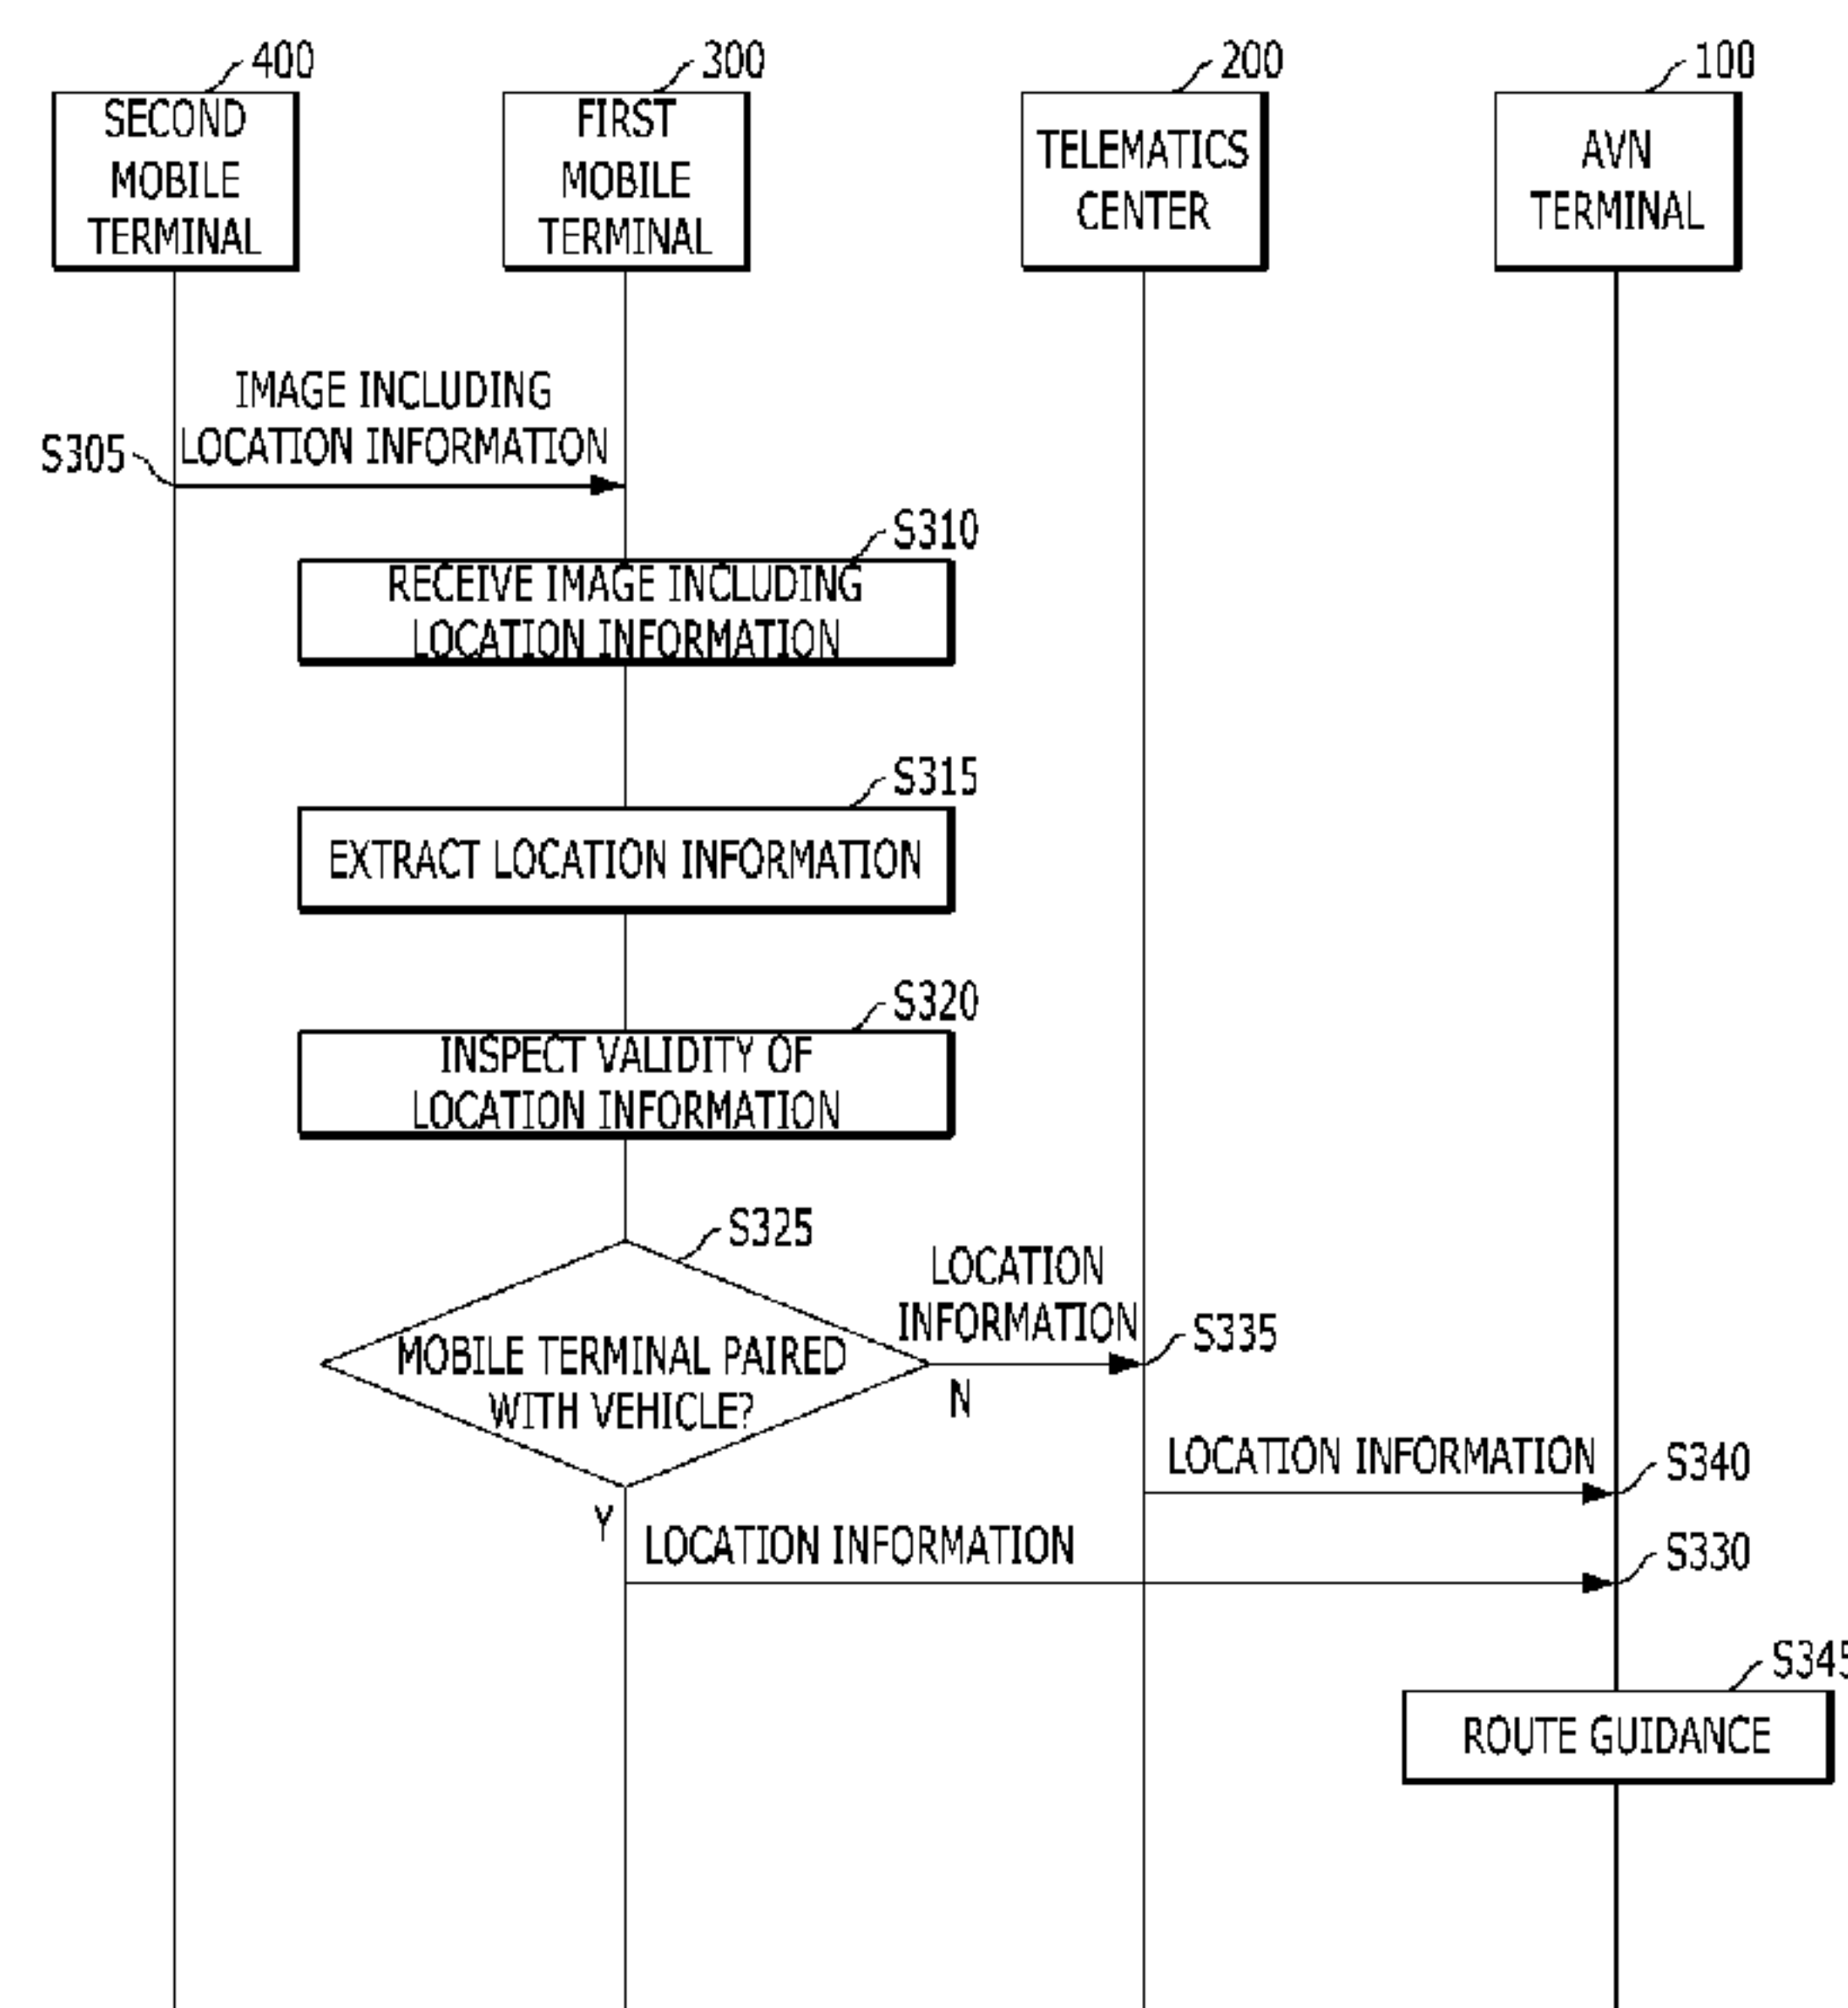 400
300
200
100
SECOND
MOBILE
TERMINAL
FIRST
MOBILE
TERMINAL
TELEMATICS
CENTER
AVN
TERMINAL
IMAGE INCLUDING
LOCATION INFORMATION
S305
S310
RECEIVE IMAGE INCLUDING
LOCATION INFORMATION
S315
EXTRACT LOCATION INFORMATION
S320
INSPECT VALIDITY OF
LOCATION INFORMATION
S325
MOBILE TERMINAL PAIRED
WITH VEHICLE?
LOCATION
INFORMATION
S335
N
LOCATION INFORMATION
S340
Y
LOCATION INFORMATION
S330
S345
ROUTE GUIDANCE